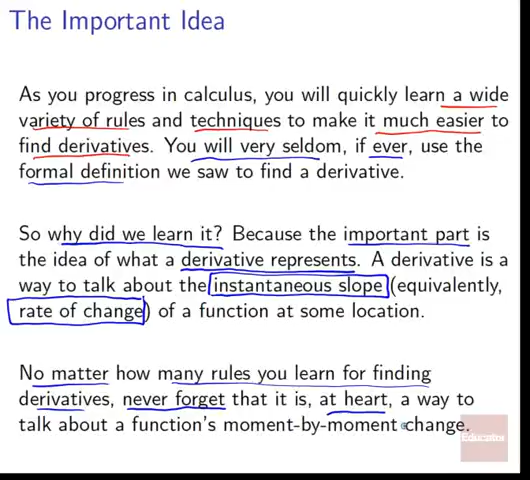 The Important Idea
As you progress in calculus, you will quickly learn a wide
variety of rules and techniques to make it much easier to
find derivatives. You will very seldom, if ever, use the
formal definition we saw to find a derivative.
So why did we learn it? Because the important part is
the idea of what a derivative represents. A derivative is a
way to talk about the instantaneous slope (equivalently,
rate of change) of a function at some location.
No matter how many rules you learn for finding
derivatives, never forget that it is, at heart, a way to
talk about a function's moment-by-moment change.
Educator